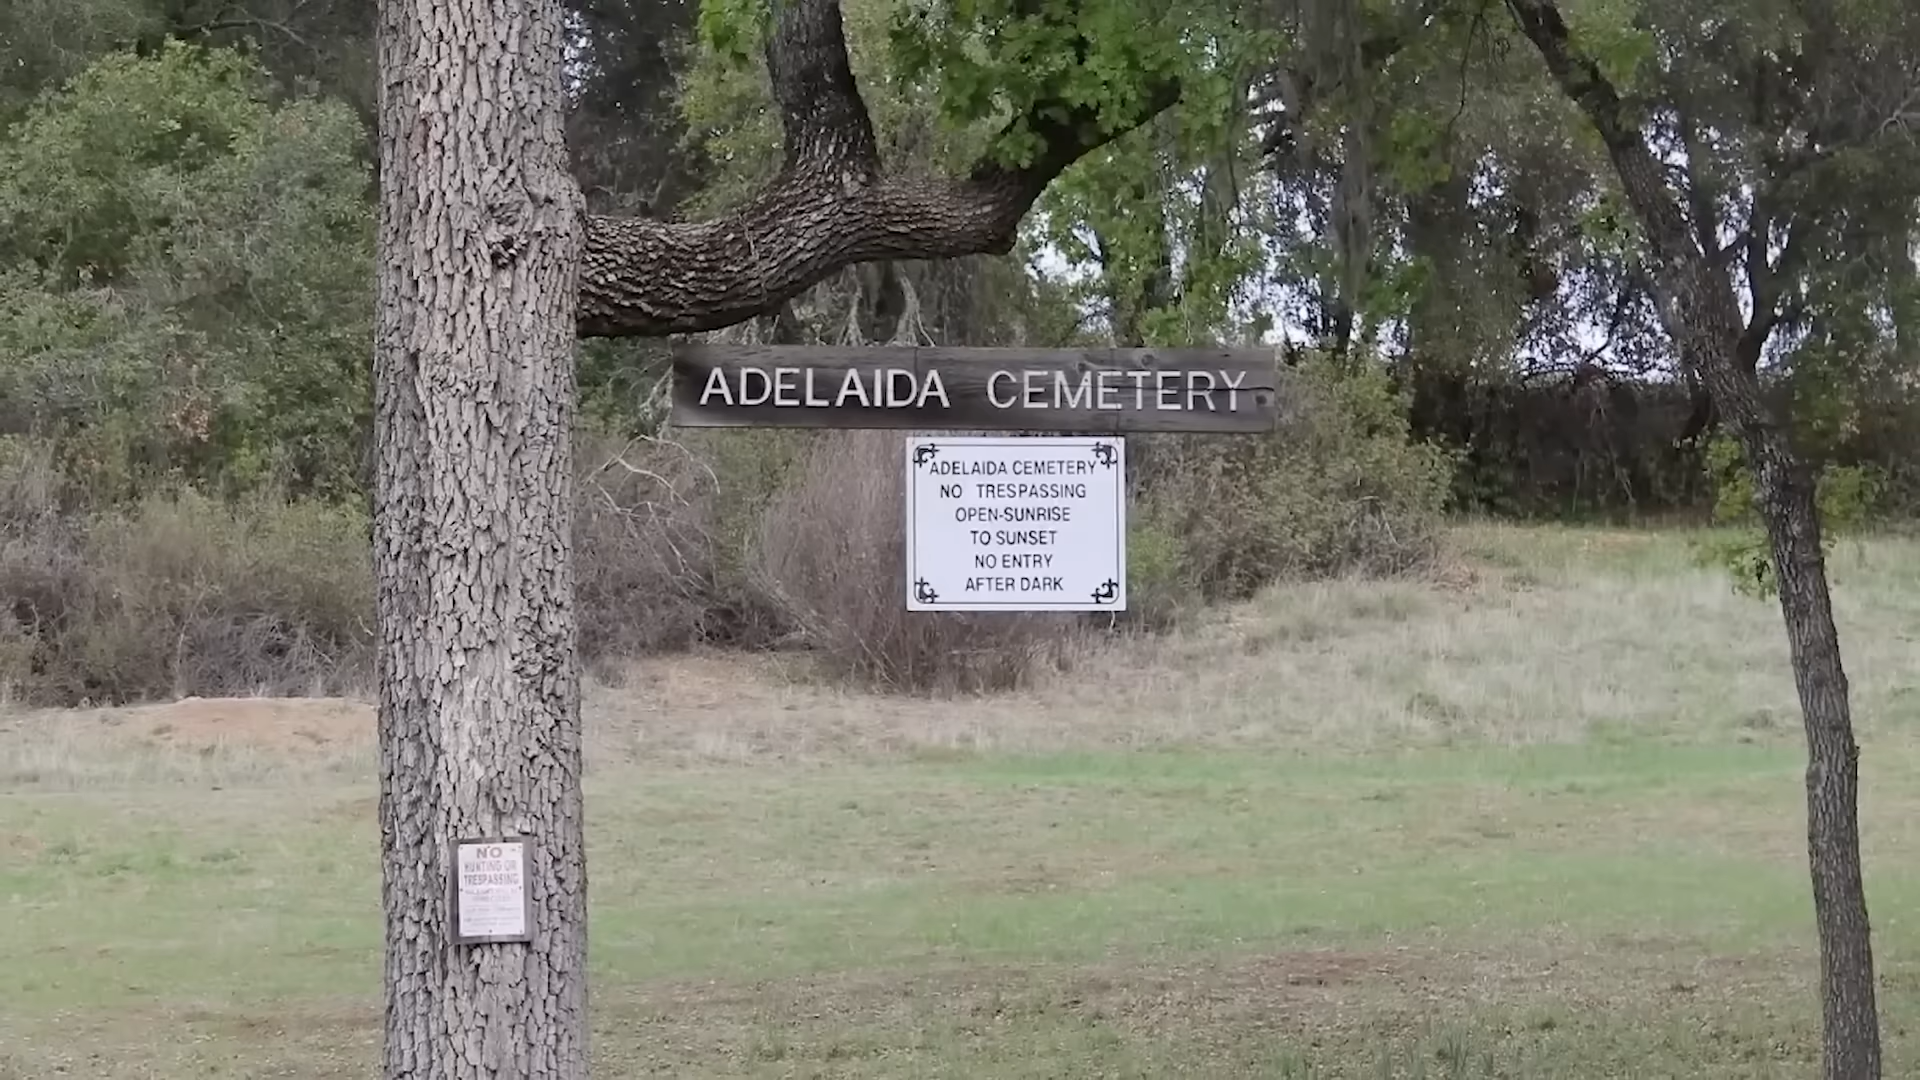 ADELAIDA CEMETERY
ADELAIDA CEMETERY
NO TRESPASSING
OPEN-SUNRISE
TO SUNSET
NO ENTRY
AFTER DARK
NO
HUNTING OR
TRESPASSING